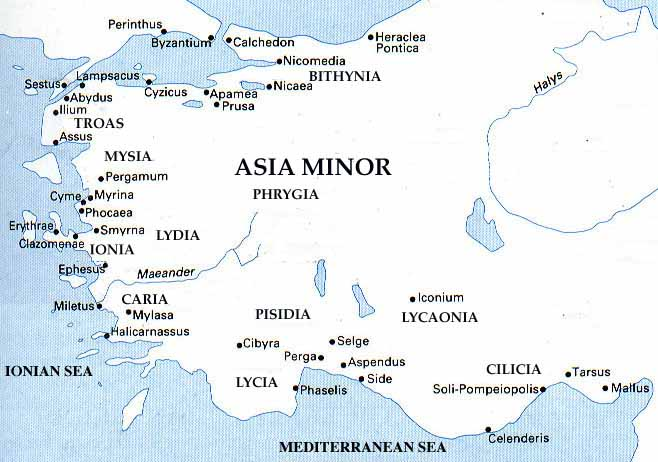 Perinthus
Byzantium
Calchedon
Heraclea
Pontica
Nicomedia
BITHYNIA
Halys
Sestus
Lampsacus
Cyzicus
Apamea
Nicaea
Prusa
Abydus
Ilium
TROAS
Assus
MYSIA
ASIA MINOR
Pergamum
PHRYGIA
Cyme
Myrina
Phocaea
Erythrae
Smyrna
LYDIA
Clazomenae
IONIA
Ephesus
Maeander
Miletus
CARIA
Mylasa
Iconium
PISIDIA
LYCAONIA
Halicarnassus
Cibyra
Selge
Perga
Aspendus
IONIAN SEA
LYCIA
Phaselis
Side
CILICIA
Tarsus
Soli-Pompeiopolis
Mallus
Celenderis
MEDITERRANEAN SEA